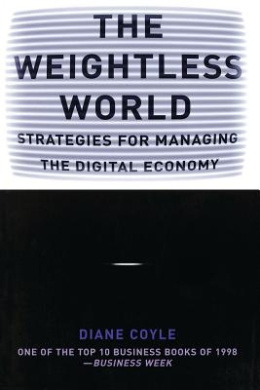 THE
WEIGHTLESS
WORLD
STRATEGIES FOR MANAGING
THE DIGITAL ECONOMY
DIANE COYLE
ONE OF THE TOP 10 BUSINESS BOOKS OF 1998
—BUSINESS WEEK